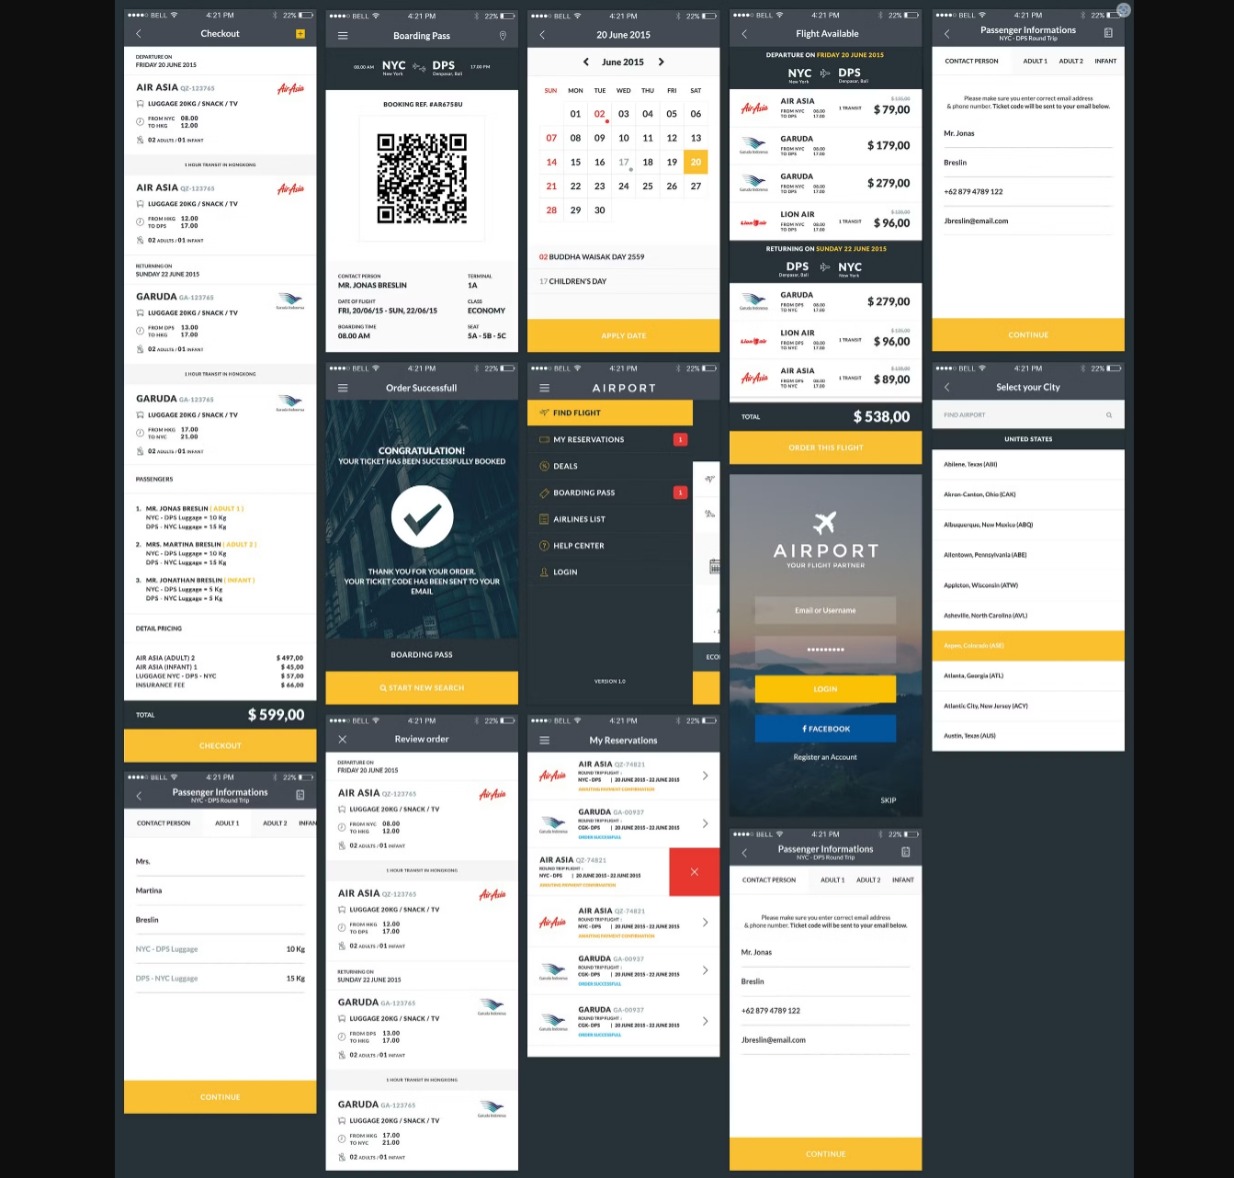 BELL 4:21 PM 22%
Checkout
DEPARTURE ON
FRIDAY 20 JUNE 2015
AIR ASIA QZ-123765
AirAsia
LUGGAGE 20KG / SNACK / TV
FROM NYC 08.00
TO HKG 12.00
02 ADULTS / 01 INFANT
1 HOUR TRANSIT IN HONGKONG
AIR ASIA QZ-123765
AirAsia
LUGGAGE 20KG / SNACK / TV
FROM HKG 12.00
TO DPS 17.00
02 ADULTS / 01 INFANT
RETURNING ON
SUNDAY 22 JUNE 2015
GARUDA GA-123765
Garuda Indonesia
LUGGAGE 20KG / SNACK / TV
FROM DPS 13.00
TO HKG 17.00
02 ADULTS / 01 INFANT
1 HOUR TRANSIT IN HONGKONG
GARUDA GA-123765
Garuda Indonesia
LUGGAGE 20KG / SNACK / TV
FROM HKG 17.00
TO NYC 21.00
02 ADULTS / 01 INFANT
PASSENGERS
1. MR. JONAS BRESLIN ( ADULT 1 )
NYC - DPS Luggage = 10 Kg
DPS - NYC Luggage = 15 Kg
2. MRS. MARTINA BRESLIN ( ADULT 2 )
NYC - DPS Luggage = 10 Kg
DPS - NYC Luggage = 15 Kg
3. MR. JONATHAN BRESLIN ( INFANT )
NYC - DPS Luggage = 5 Kg
DPS - NYC Luggage = 5 Kg
DETAIL PRICING
AIR ASIA (ADULT) 2 $ 497,00
AIR ASIA (INFANT) 1 $ 45,00
LUGGAGE NYC - DPS - NYC $ 57,00
INSURANCE FEE $ 66,00
TOTAL $ 599,00
CHECKOUT
BELL 4:21 PM 22%
Passenger Informations
NYC - DPS Round Trip
CONTACT PERSON ADULT 1 ADULT 2 INFAN
Mrs.
Martina
Breslin
NYC - DPS Luggage 10 Kg
DPS - NYC Luggage 15 Kg
CONTINUE
BELL 4:21 PM 22%
Boarding Pass
08.00 AM NYC DPS 17.00 PM
New York Denpasar, Bali
BOOKING REF. #AR6758U
CONTACT PERSON TERMINAL
MR. JONAS BRESLIN 1A
DATE OF FLIGHT CLASS
FRI, 20/06/15 - SUN, 22/06/15 ECONOMY
BOARDING TIME SEAT
08.00 AM 5A - 5B - 5C
BELL 4:21 PM 22%
Order Successfull
CONGRATULATION!
YOUR TICKET HAS BEEN SUCCESSFULLY BOOKED
THANK YOU FOR YOUR ORDER.
YOUR TICKET CODE HAS BEEN SENT TO YOUR
EMAIL
BOARDING PASS
START NEW SEARCH
BELL 4:21 PM 22%
Review order
DEPARTURE ON
FRIDAY 20 JUNE 2015
AIR ASIA QZ-123765
AirAsia
LUGGAGE 20KG / SNACK / TV
FROM NYC 08.00
TO HKG 12.00
02 ADULTS / 01 INFANT
1 HOUR TRANSIT IN HONGKONG
AIR ASIA QZ-123765
AirAsia
LUGGAGE 20KG / SNACK / TV
FROM HKG 13.00
TO DPS 17.00
02 ADULTS / 01 INFANT
RETURNING ON
SUNDAY 22 JUNE 2015
GARUDA GA-123765
Garuda Indonesia
LUGGAGE 20KG / SNACK / TV
FROM DPS 13.00
TO HKG 17.00
02 ADULTS / 01 INFANT
1 HOUR TRANSIT IN HONGKONG
GARUDA GA-123765
Garuda Indonesia
LUGGAGE 20KG / SNACK / TV
FROM HKG 17.00
TO NYC 21.00
02 ADULTS / 01 INFANT
BELL 4:21 PM 22%
20 June 2015
June 2015
SUN MON TUE WED THU FRI SAT
01 02 03 04 05 06
07 08 09 10 11 12 13
14 15 16 17 18 19 20
21 22 23 24 25 26 27
28 29 30
02 BUDDHA WAISAK DAY 2559
17 CHILDREN'S DAY
APPLY DATE
BELL 4:21 PM 22%
AIRPORT
FIND FLIGHT
MY RESERVATIONS 1
DEALS
BOARDING PASS 1
AIRLINES LIST
HELP CENTER
LOGIN
ECO
VERSION 1.0
BELL 4:21 PM 22%
My Reservations
AIR ASIA QZ-74821
AirAsia
ROUND TRIP FLIGHT :
NYC - DPS | 20 JUNE 2015 - 22 JUNE 2015
AWAITING PAYMENT CONFIRMATION
GARUDA GA-00937
Garuda Indonesia
ROUND TRIP FLIGHT :
CGK - DPS | 20 JUNE 2015 - 22 JUNE 2015
ORDER SUCCESSFULL
AIR ASIA QZ-74821
ROUND TRIP FLIGHT :
NYC - DPS | 20 JUNE 2015 - 22 JUNE 2015
AWAITING PAYMENT CONFIRMATION
AIR ASIA QZ-74821
AirAsia
ROUND TRIP FLIGHT :
NYC - DPS | 20 JUNE 2015 - 22 JUNE 2015
AWAITING PAYMENT CONFIRMATION
GARUDA GA-00937
Garuda Indonesia
ROUND TRIP FLIGHT :
CGK - DPS | 20 JUNE 2015 - 22 JUNE 2015
ORDER SUCCESSFULL
GARUDA GA-00937
Garuda Indonesia
ROUND TRIP FLIGHT :
CGK - DPS | 20 JUNE 2015 - 22 JUNE 2015
ORDER SUCCESSFULL
BELL 4:21 PM 22%
Flight Available
DEPARTURE ON FRIDAY 20 JUNE 2015
NYC DPS
New York Denpasar, Bali
AirAsia
AIR ASIA
FROM NYC 08.00 1 TRANSIT $ 79,00
TO DPS 17.00
GARUDA
FROM NYC 08.00 $ 179,00
TO DPS 17.00
GARUDA
FROM NYC 08.00 $ 279,00
TO DPS 17.00
Lion air
LION AIR
FROM NYC 08.00 1 TRANSIT $ 96,00
TO DPS 17.00
RETURNING ON SUNDAY 22 JUNE 2015
DPS NYC
Denpasar, Bali New York
GARUDA
FROM DPS 08.00 $ 279,00
TO NYC 17.00
Lion air
LION AIR
FROM DPS 08.00 1 TRANSIT $ 96,00
TO NYC 17.00
AirAsia
AIR ASIA
FROM DPS 08.00 1 TRANSIT $ 89,00
TO NYC 17.00
TOTAL $ 538,00
ORDER THIS FLIGHT
AIRPORT
YOUR FLIGHT PARTNER
Email or Username
LOGIN
FACEBOOK
Register an Account
SKIP
BELL 4:21 PM 22%
Passenger Informations
NYC - DPS Round Trip
CONTACT PERSON ADULT 1 ADULT 2 INFANT
Please make sure you enter correct email address
& phone number. Ticket code will be sent to your email below.
Mr. Jonas
Breslin
+62 879 4789 122
Jbreslin@email.com
CONTINUE
BELL 4:21 PM 22%
Passenger Informations
NYC - DPS Round Trip
CONTACT PERSON ADULT 1 ADULT 2 INFANT
Please make sure you enter correct email address
& phone number. Ticket code will be sent to your email below.
Mr. Jonas
Breslin
+62 879 4789 122
Jbreslin@email.com
CONTINUE
BELL 4:21 PM 22%
Select your City
FIND AIRPORT
UNITED STATES
Abilene, Texas (ABI)
Akron-Canton, Ohio (CAK)
Albuquerque, New Mexico (ABQ)
Allentown, Pennsylvania (ABE)
Appleton, Wisconsin (ATW)
Asheville, North Carolina (AVL)
Aspen, Colorado (ASE)
Atlanta, Georgia (ATL)
Atlantic City, New Jersey (ACY)
Austin, Texas (AUS)